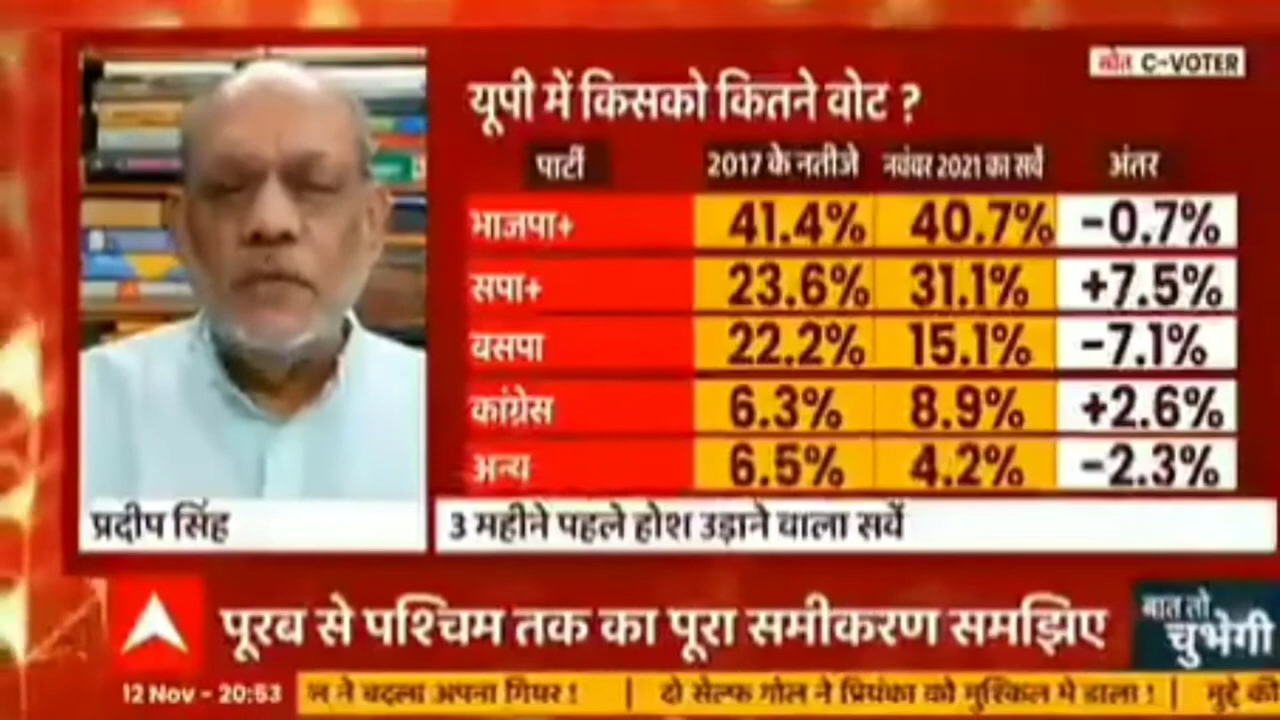 स्रोत C-VOTER
यूपी में किसको कितने वोट ?
पार्टी 2017 के नतीजे नवंबर 2021 का सर्वे अंतर
भाजपा+ 41.4% 40.7% -0.7%
सपा+ 23.6% 31.1% +7.5%
बसपा 22.2% 15.1% -7.1%
कांग्रेस 6.3% 8.9% +2.6%
अन्य 6.5% 4.2% -2.3%
प्रदीप सिंह
3 महीने पहले होश उड़ाने वाला सर्वे
पूरब से पश्चिम तक का पूरा समीकरण समझिए
बात तो
चुभेगी
12 Nov - 20:53
ने बदला अपना गियर ! | दो सेल्फ गोल ने प्रियंका को मुश्किल में डाला ! | मुद्दे की